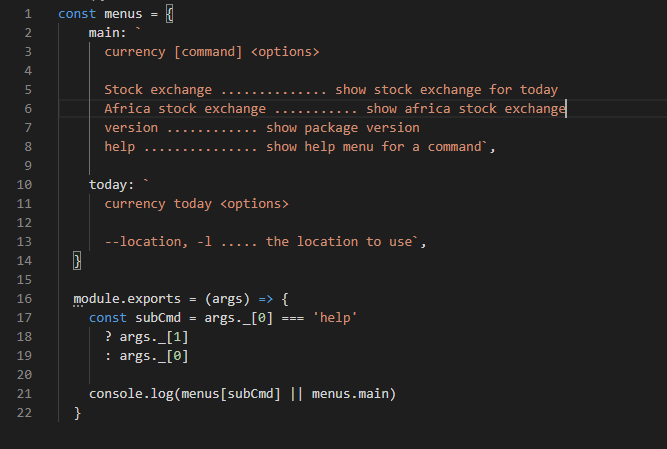 1 const menus = {
2 main: `
3 currency [command] <options>
4
5 Stock exchange .............. show stock exchange for today
6 Africa stock exchange ........... show africa stock exchange
7 version ............ show package version
8 help ............... show help menu for a command`,
9
10 today: `
11 currency today <options>
12
13 --location, -l ..... the location to use`,
14 }
15
16 module.exports = (args) => {
17 const subCmd = args._[0] === 'help'
18 ? args._[1]
19 : args._[0]
20
21 console.log(menus[subCmd] || menus.main)
22 }